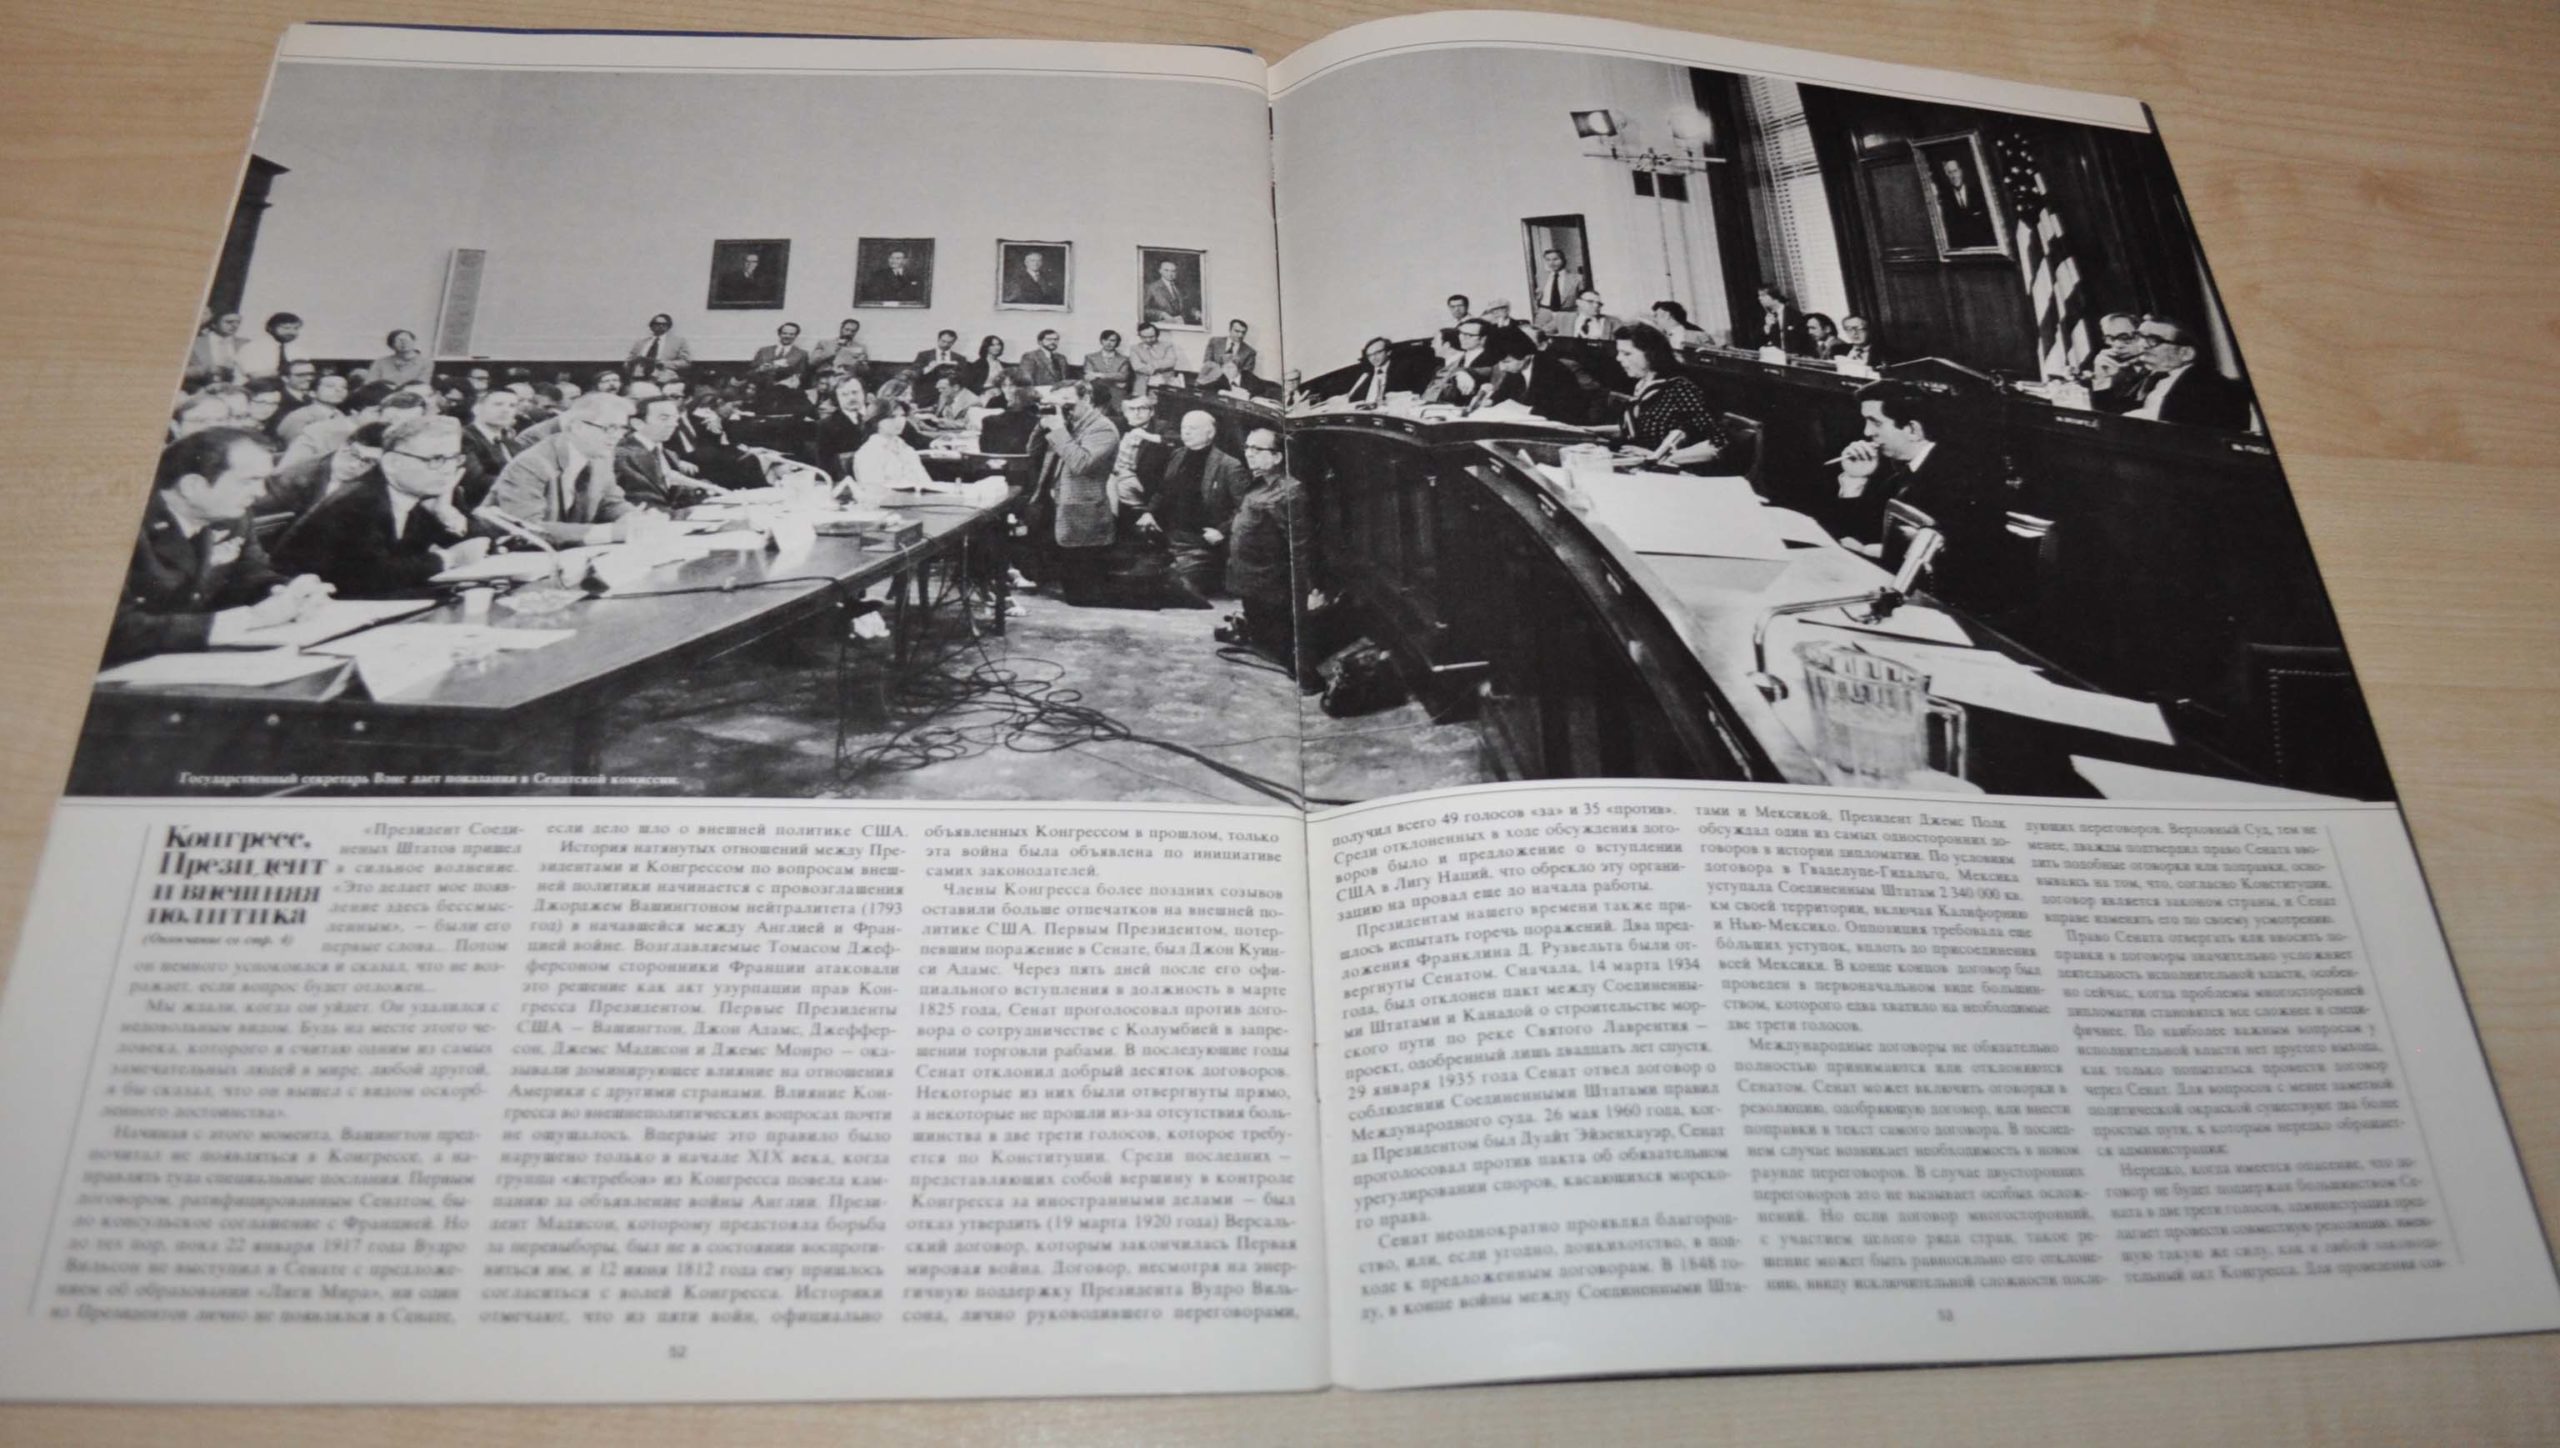 Государственный секретарь Вэнс дает показания в Сенатской комиссии.
Конгресс,
Президент
и внешняя
политика
(Окончание со стр. 4)
«Президент Соеди-
ненных Штатов пришел
в сильное волнение.
«Это делает мое появ-
ление здесь бессмыс-
ленным», — были его
первые слова... Потом
он немного успокоился и сказал, что не воз-
ражает, если вопрос будет отложен...
Мы ждали, когда он уйдет. Он удалился с
недовольным видом. Будь на месте этого че-
ловека, которого я считаю одним из самых
замечательных людей в мире, любой другой,
я бы сказал, что он вышел с видом оскорб-
ленного достоинства».
Начиная с этого момента, Вашингтон пред-
почитал не появляться в Конгрессе, а на-
правлять туда специальные послания. Первым
договором, ратифицированным Сенатом, бы-
ло консульское соглашение с Францией. Но
до тех пор, пока 22 января 1917 года Вудро
Вильсон не выступил в Сенате с предложе-
нием об образовании «Лиги Мира», ни один
из Президентов лично не появлялся в Сенате,
если дело шло о внешней политике США.
История натянутых отношений между Пре-
зидентами и Конгрессом по вопросам внеш-
ней политики начинается с провозглашения
Джорджем Вашингтоном нейтралитета (1793
год) в начавшейся между Англией и Фран-
цией войне. Возглавляемые Томасом Джеф-
ферсоном сторонники Франции атаковали
это решение как акт узурпации прав Кон-
гресса Президентом. Первые Президенты
США — Вашингтон, Джон Адамс, Джеффер-
сон, Джемс Мадисон и Джемс Монро — ока-
зывали доминирующее влияние на отношения
Америки с другими странами. Влияние Кон-
гресса во внешнеполитических вопросах почти
не ощущалось. Впервые это правило было
нарушено только в начале XIX века, когда
группа «ястребов» из Конгресса повела кам-
панию за объявление войны Англии. Прези-
дент Мадисон, которому предстояла борьба
за перевыборы, был не в состоянии воспроти-
виться им, и 12 июня 1812 года ему пришлось
согласиться с волей Конгресса. Историки
отмечают, что из пяти войн, официально
объявленных Конгрессом в прошлом, только
эта война была объявлена по инициативе
самих законодателей.
Члены Конгресса более поздних созывов
оставили больше отпечатков на внешней по-
литике США. Первым Президентом, потер-
певшим поражение в Сенате, был Джон Куин-
си Адамс. Через пять дней после его офи-
циального вступления в должность в марте
1825 года, Сенат проголосовал против дого-
вора о сотрудничестве с Колумбией в запре-
щении торговли рабами. В последующие годы
Сенат отклонил добрый десяток договоров.
Некоторые из них были отвергнуты прямо,
а некоторые не прошли из-за отсутствия боль-
шинства в две трети голосов, которое требу-
ется по Конституции. Среди последних —
представляющих собой вершину в контроле
Конгресса за иностранными делами — был
отказ утвердить (19 марта 1920 года) Версаль-
ский договор, которым закончилась Первая
мировая война. Договор, несмотря на энер-
гичную поддержку Президента Вудро Виль-
сона, лично руководившего переговорами,
52
получил всего 49 голосов «за» и 35 «против».
Среди отклоненных в ходе обсуждения дого-
воров было и предложение о вступлении
США в Лигу Наций, что обрекло эту органи-
зацию на провал еще до начала работы.
Президентам нашего времени также при-
шлось испытать горечь поражений. Два пред-
ложения Франклина Д. Рузвельта были от-
вергнуты Сенатом. Сначала, 14 марта 1934
года, был отклонен пакт между Соединенны-
ми Штатами и Канадой о строительстве мор-
ского пути по реке Святого Лаврентия —
проект, одобренный лишь двадцать лет спустя.
29 января 1935 года Сенат отвел договор о
соблюдении Соединенными Штатами правил
Международного суда. 26 мая 1960 года, ког-
да Президентом был Дуайт Эйзенхауэр, Сенат
проголосовал против пакта об обязательном
урегулировании споров, касающихся морско-
го права.
Сенат неоднократно проявлял благород-
ство, или, если угодно, донкихотство, в под-
ходе к предложенным договорам. В 1848 го-
ду, в конце войны между Соединенными Шта-
тами и Мексикой, Президент Джемс Полк
обсуждал один из самых односторонних до-
говоров в истории дипломатии. По условиям
договора в Гваделупе-Гидальго, Мексика
уступала Соединенным Штатам 2 340 000 кв.
км своей территории, включая Калифорнию
и Нью-Мексико. Оппозиция требовала еще
бо́льших уступок, вплоть до присоединения
всей Мексики. В конце концов договор был
проведен в первоначальном виде большин-
ством, которого едва хватило на необходимые
две трети голосов.
Международные договоры не обязательно
полностью принимаются или отклоняются
Сенатом. Сенат может включить оговорки в
резолюцию, одобряющую договор, или внести
поправки в текст самого договора. В послед-
нем случае возникает необходимость в новом
раунде переговоров. В случае двусторонних
переговоров это не вызывает особых ослож-
нений. Но если договор многосторонний,
с участием целого ряда стран, такое ре-
шение может быть равносильно его отклоне-
нию, ввиду исключительной сложности после-
дующих переговоров. Верховный Суд, тем не
менее, дважды подтвердил право Сената вво-
дить подобные оговорки или поправки, осно-
вываясь на том, что, согласно Конституции,
договор является законом страны, и Сенат
вправе изменять его по своему усмотрению.
Право Сената отвергать или вносить по-
правки в договоры значительно усложняет
деятельность исполнительной власти, особен-
но сейчас, когда проблемы многосторонней
дипломатии становятся все сложнее и специ-
фичнее. По наиболее важным вопросам у
исполнительной власти нет другого выхода,
как только попытаться провести договор
через Сенат. Для вопросов с менее заметной
политической окраской существуют два более
простых пути, к которым нередко обращает-
ся администрация:
Нередко, когда имеется опасение, что до-
говор не будет поддержан большинством Се-
ната в две трети голосов, администрация пред-
лагает провести совместную резолюцию, имею-
щую такую же силу, как и любой законода-
тельный акт Конгресса. Для проведения сов-
53